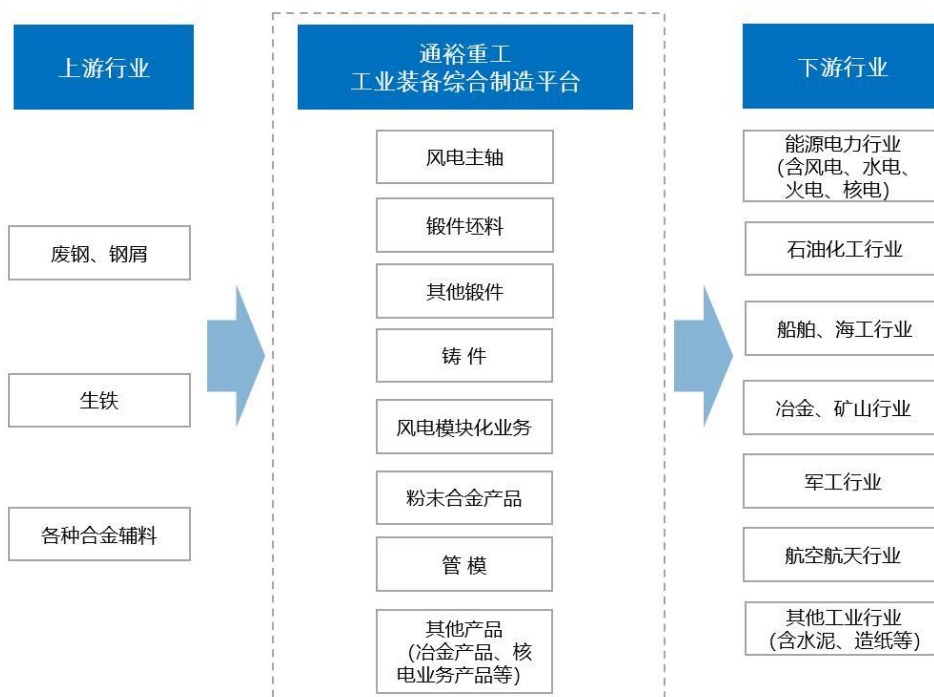 上游行业
废钢、钢屑
生铁
各种合金辅料
通裕重工
工业装备综合制造平台
风电主轴
锻件坯料
其他锻件
铸 件
风电模块化业务
粉末合金产品
管 模
其他产品
（冶金产品、核
电业务产品等）
下游行业
能源电力行业
(含风电、水电、
火电、核电)
石油化工行业
船舶、海工行业
冶金、矿山行业
军工行业
航空航天行业
其他工业行业
(含水泥、造纸等)